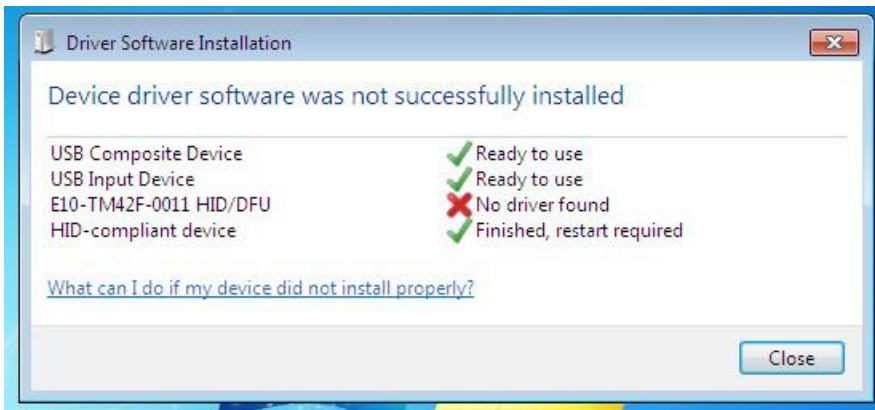 Driver Software Installation
Device driver software was not successfully installed
USB Composite Device Ready to use
USB Input Device Ready to use
E10-TM42F-0011 HID/DFU No driver found
HID-compliant device Finished, restart required
What can I do if my device did not install properly?
Close